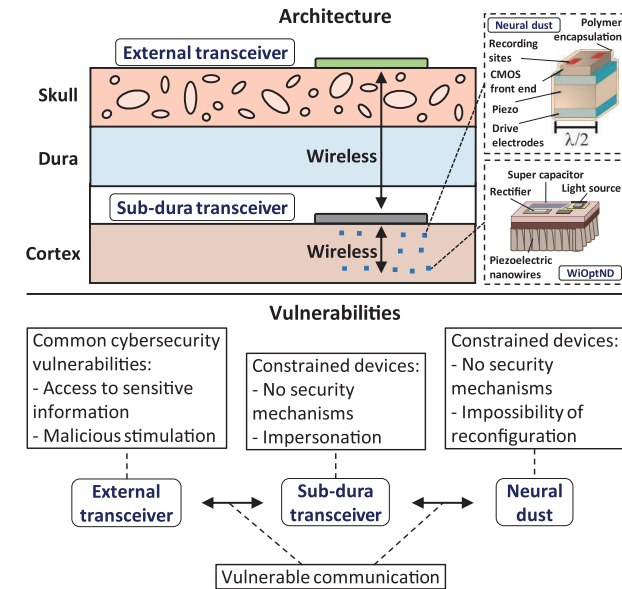 Architecture
External transceiver
Skull
Dura
Wireless
Sub-dura transceiver
Cortex
Wireless
Neural dust
Polymer
encapsulation
Recording
sites
CMOS
front end
Piezo
Drive
electrodes
λ/2
Super capacitor
Rectifier
Light source
Piezoelectric
nanowires
WiOptND
Vulnerabilities
Common cybersecurity
vulnerabilities:
- Access to sensitive
information
- Malicious stimulation
Constrained devices:
- No security
mechanisms
- Impersonation
Constrained devices:
- No security
mechanisms
- Impossibility of
reconfiguration
External
transceiver
Sub-dura
transceiver
Neural
dust
Vulnerable communication